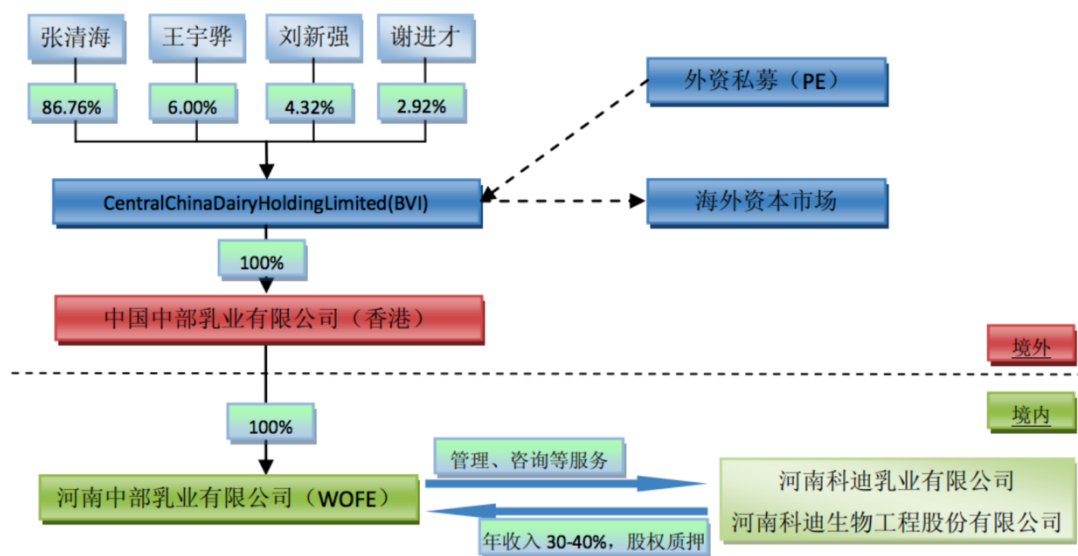 张清海
王宇骅
刘新强
谢进才
86.76%
6.00%
4.32%
2.92%
外资私募（PE）
CentralChinaDairyHoldingLimited(BVI)
海外资本市场
100%
中国中部乳业有限公司（香港）
境外
境内
100%
管理、咨询等服务
河南中部乳业有限公司（WOFE）
河南科迪乳业有限公司
河南科迪生物工程股份有限公司
年收入 30-40%，股权质押